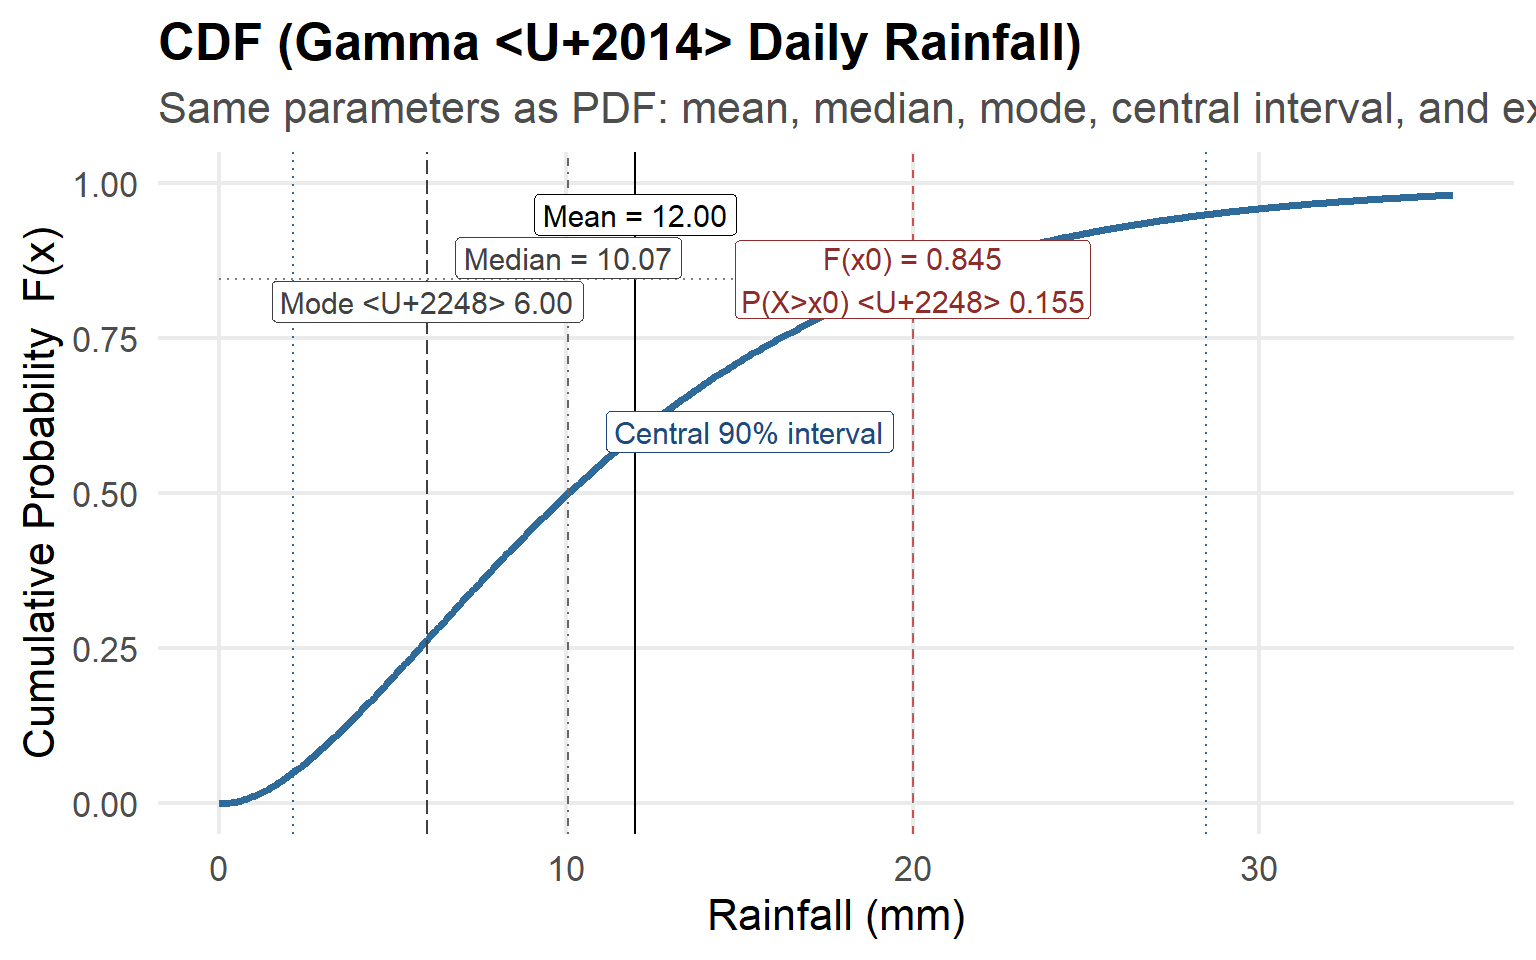 CDF (Gamma <U+2014> Daily Rainfall)
Same parameters as PDF: mean, median, mode, central interval, and ex
Cumulative Probability F(x)
1.00
0.75
0.50
0.25
0.00
Mean = 12.00
Median = 10.07
Mode <U+2248> 6.00
F(x0) = 0.845
P(X>x0) <U+2248> 0.155
Central 90% interval
0
10
20
30
Rainfall (mm)